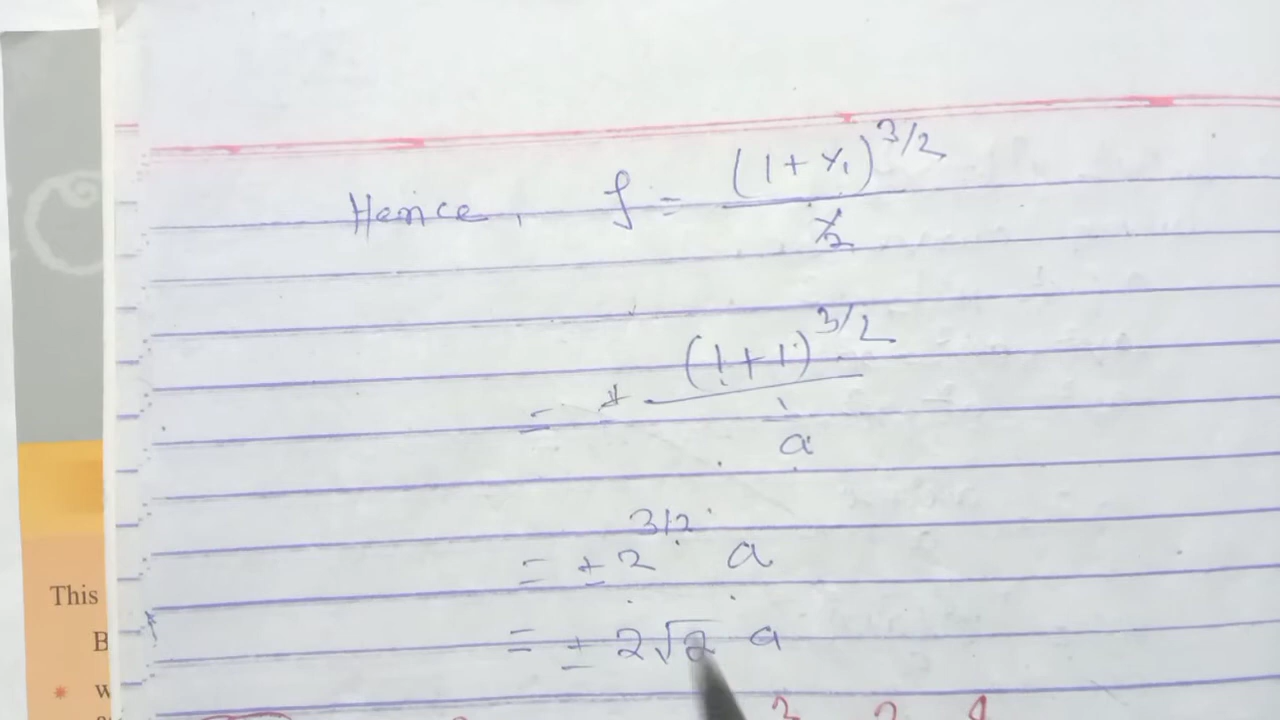 Hence, ρ = (1 + y₁)^3/2 / y₂
= ± (1 + 1)^3/2 / 1/a
= ± 2^3/2 a
= ± 2√2 a
This
B
* w